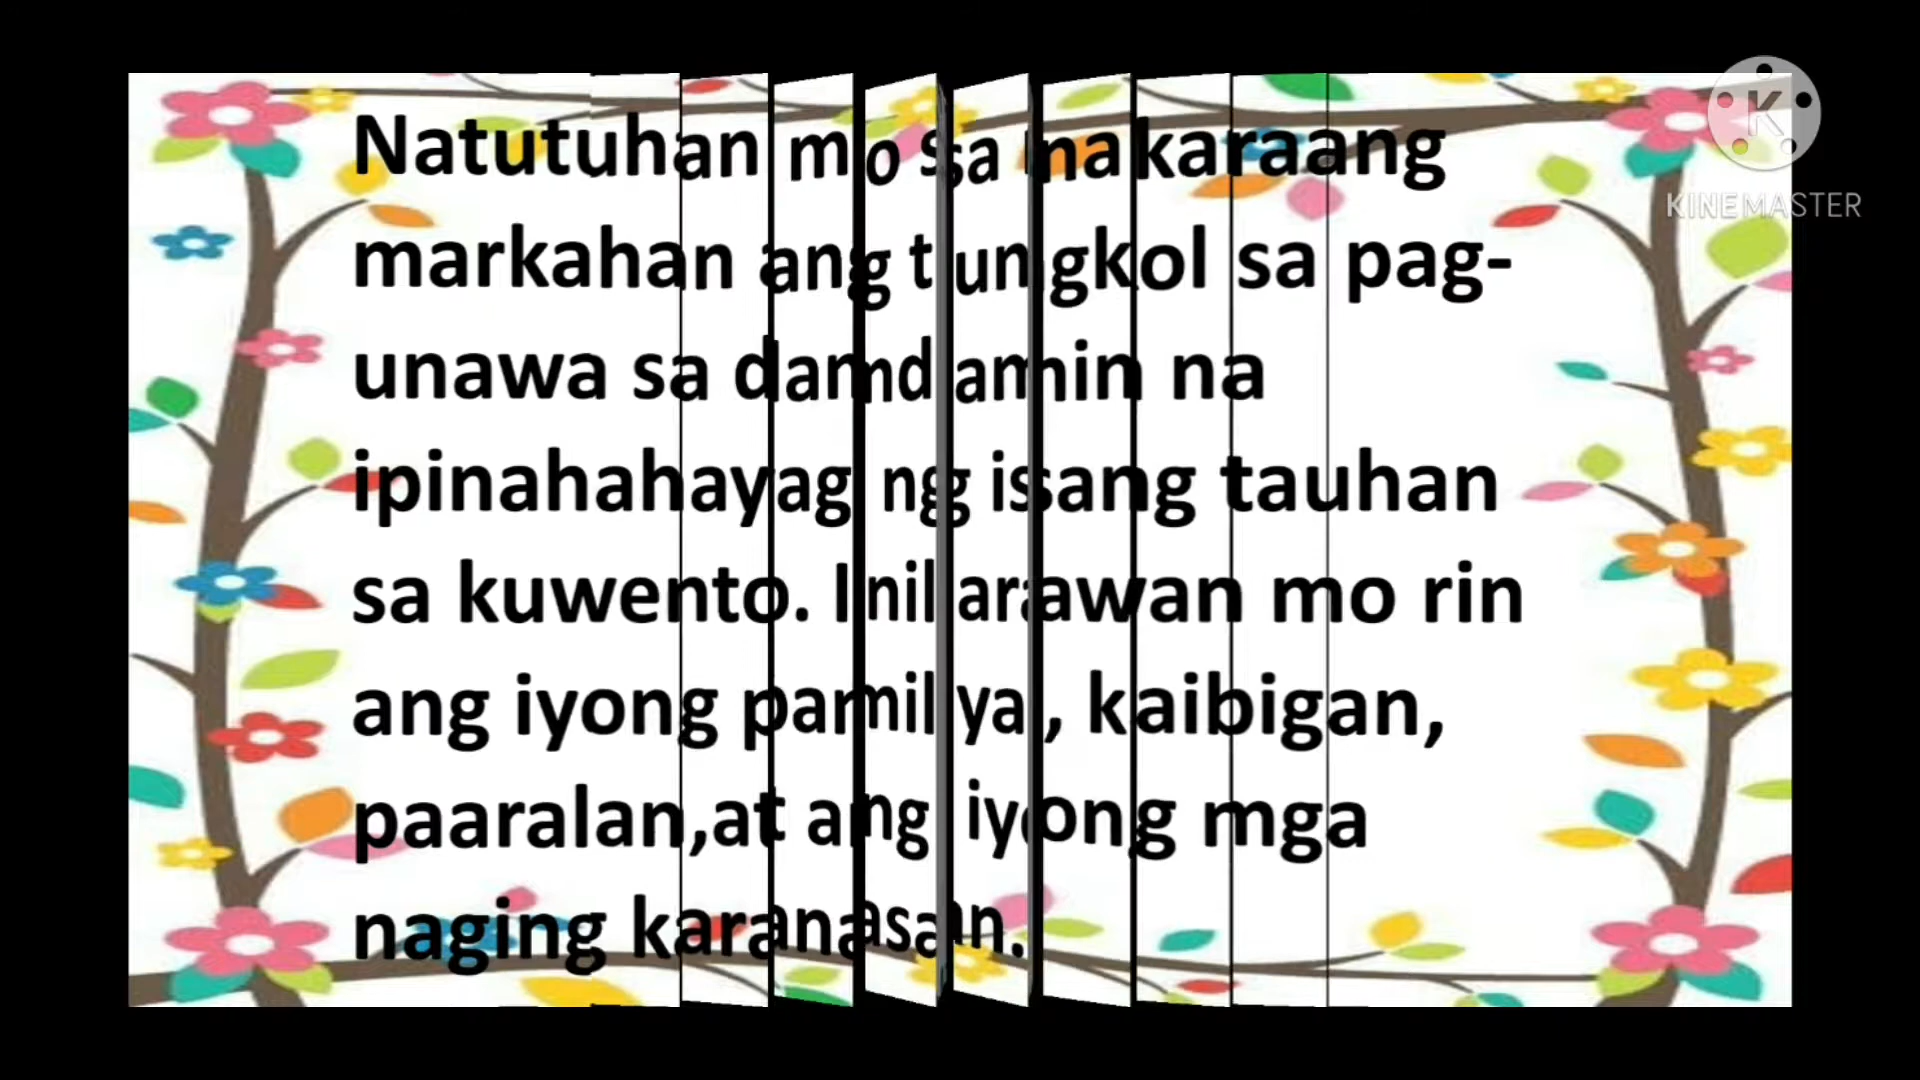 Natutuhan mo sa nakaraang
markahan ang tungkol sa pag-
unawa sa damdamin na
ipinahahayag ng isang tauhan
sa kuwento. Inilarawan mo rin
ang iyong pamilya, kaibigan,
paaralan,at ang iyong mga
naging karanasan.
K
KINEMASTER